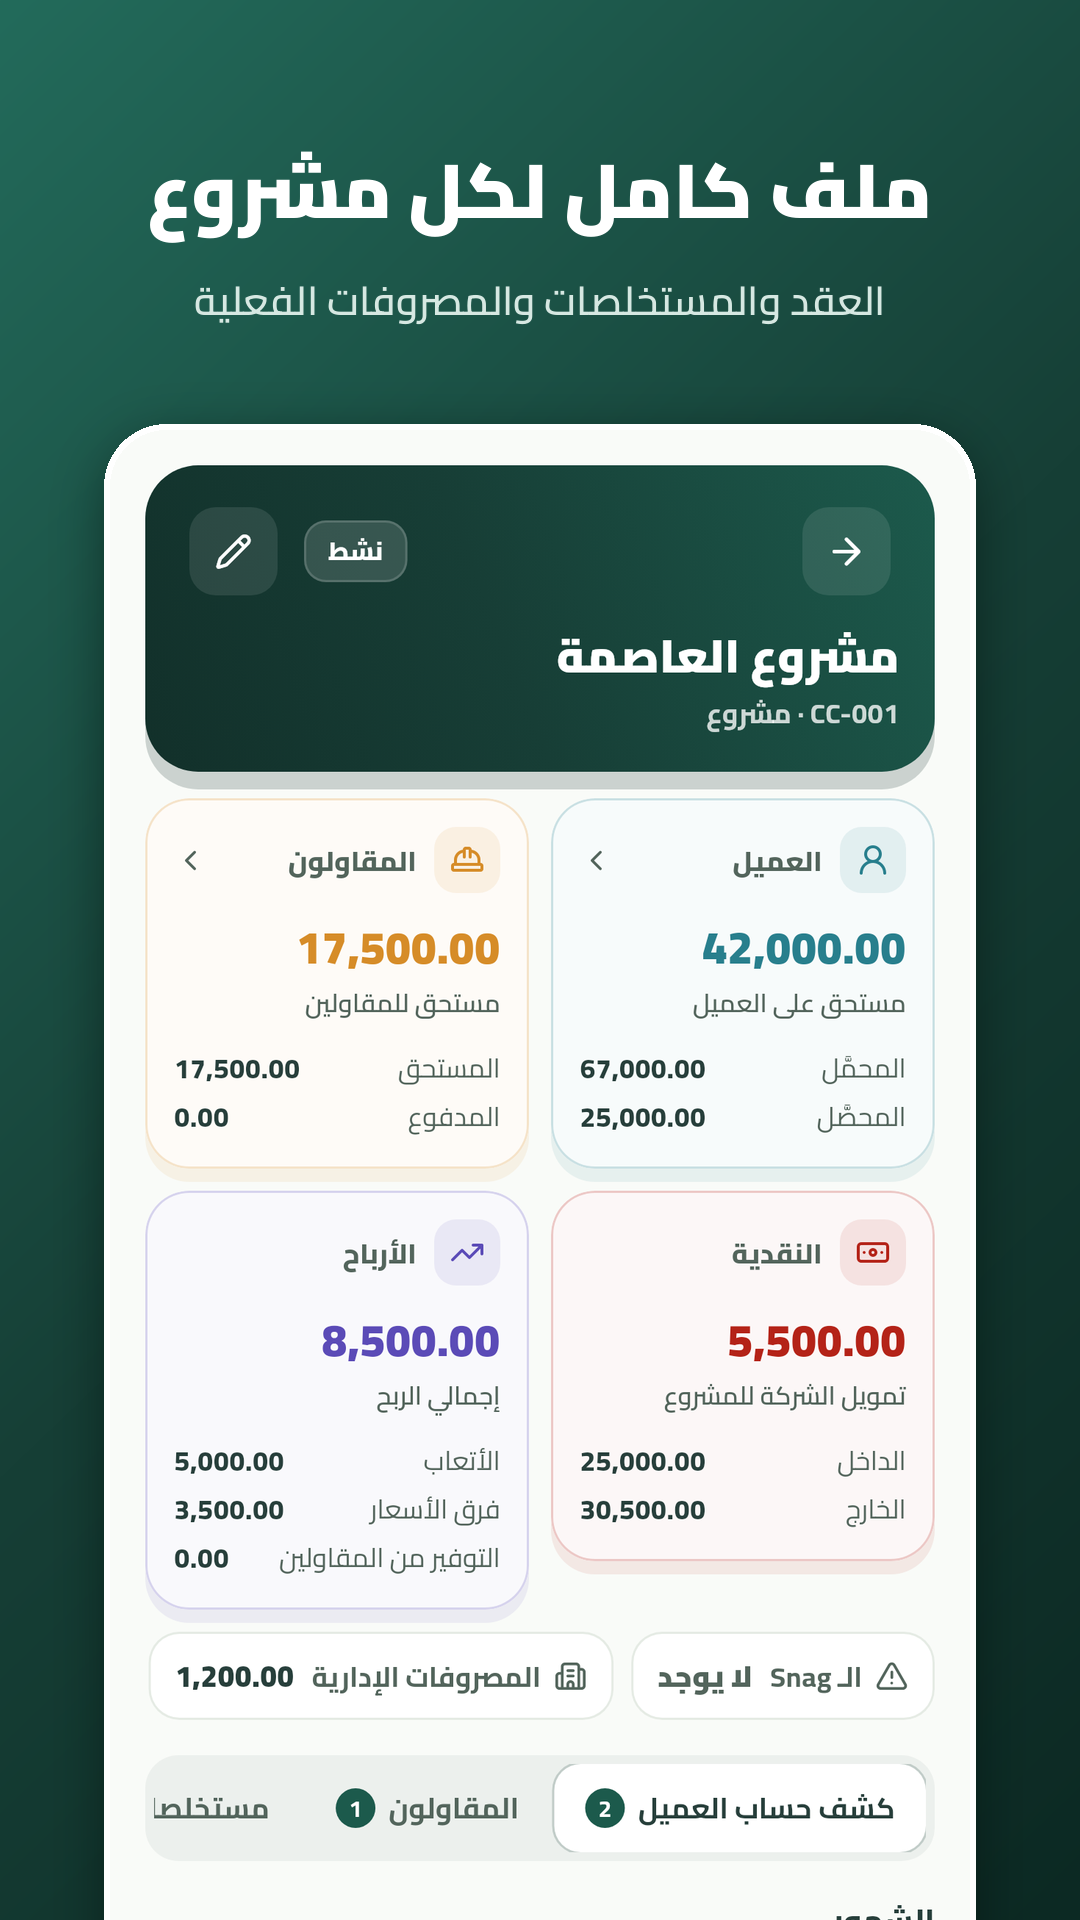 ملف كامل لكل مشروع
العقد والمستخلصات والمصروفات الفعلية
نشط
مشروع العاصمة
CC-001 · مشروع
العميل
42,000.00
مستحق على العميل
المحمَّل 67,000.00
المحصَّل 25,000.00
المقاولون
17,500.00
مستحق للمقاولين
المستحق 17,500.00
المدفوع 0.00
النقدية
5,500.00
تمويل الشركة للمشروع
الداخل 25,000.00
الخارج 30,500.00
الأرباح
8,500.00
إجمالي الربح
الأتعاب 5,000.00
فرق الأسعار 3,500.00
التوفير من المقاولين 0.00
الـ Snag لا يوجد
المصروفات الإدارية 1,200.00
كشف حساب العميل 2 المقاولون 1 مستخلصا